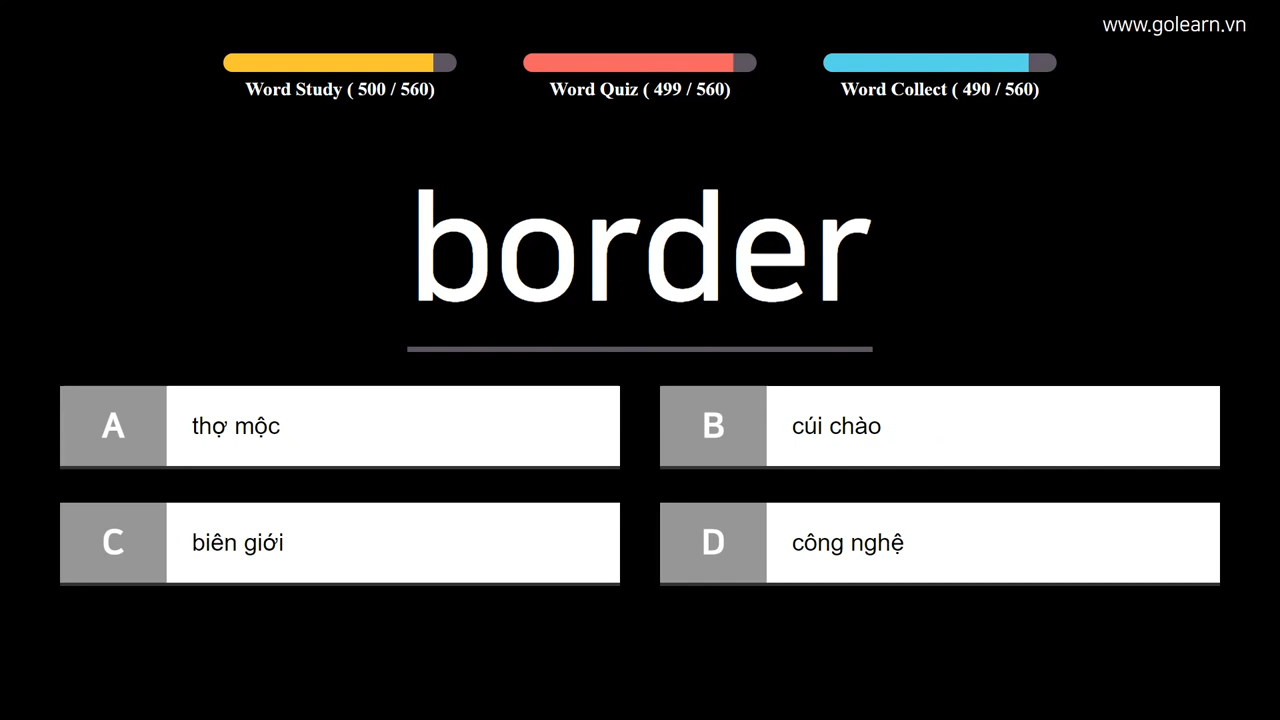 www.golearn.vn
Word Study ( 500 / 560)
Word Quiz ( 499 / 560)
Word Collect ( 490 / 560)
border
A thợ mộc
B cúi chào
C biên giới
D công nghệ